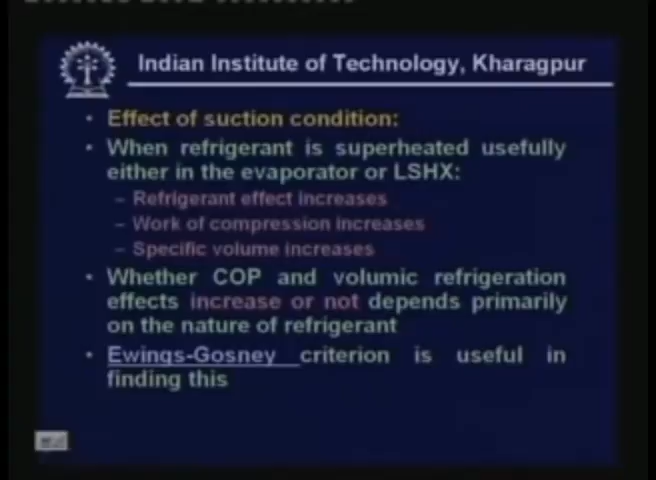 Indian Institute of Technology, Kharagpur
• Effect of suction condition:
• When refrigerant is superheated usefully
either in the evaporator or LSHX:
– Refrigerant effect increases
– Work of compression increases
– Specific volume increases
• Whether COP and volumic refrigeration
effects increase or not depends primarily
on the nature of refrigerant
• Ewings-Gosney criterion is useful in
finding this